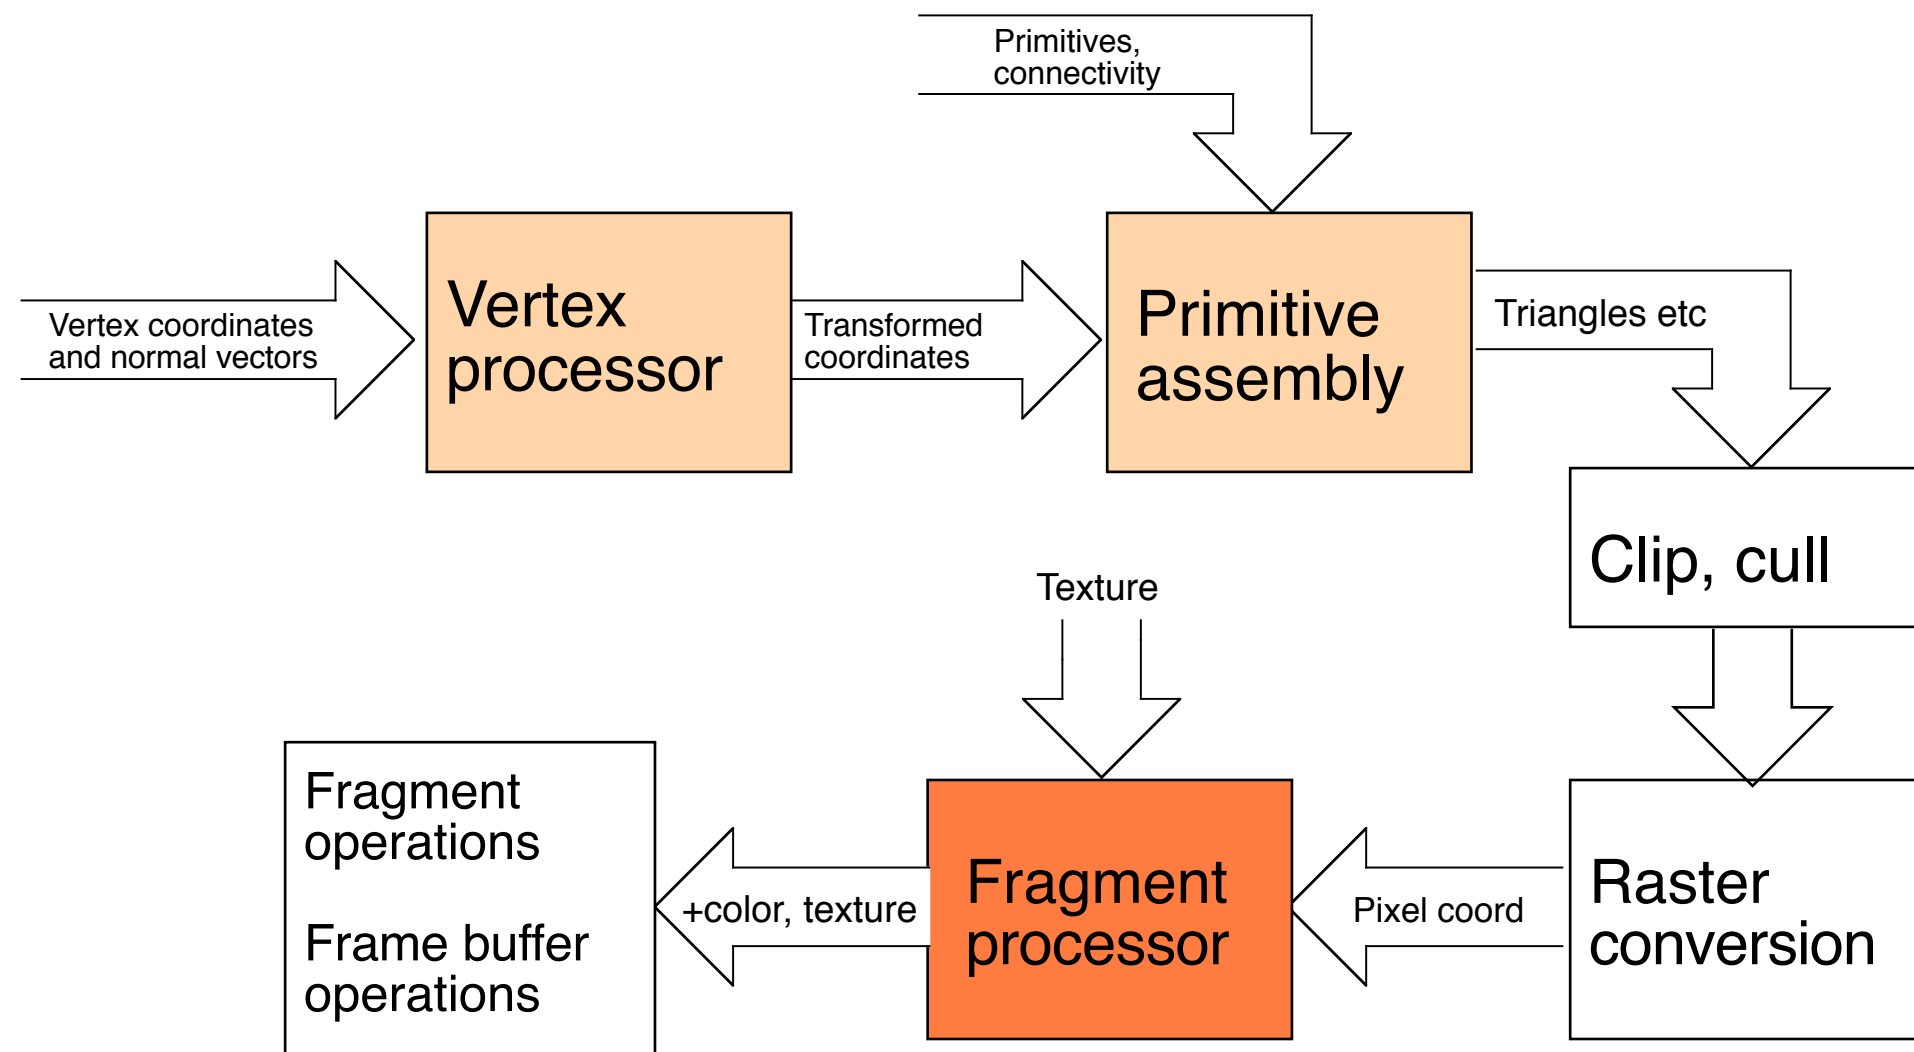 Primitives,
connectivity
Vertex coordinates
and normal vectors
Vertex
processor
Transformed
coordinates
Primitive
assembly
Triangles etc
Clip, cull
Texture
Raster
conversion
Pixel coord
Fragment
processor
+color, texture
Fragment
operations
Frame buffer
operations